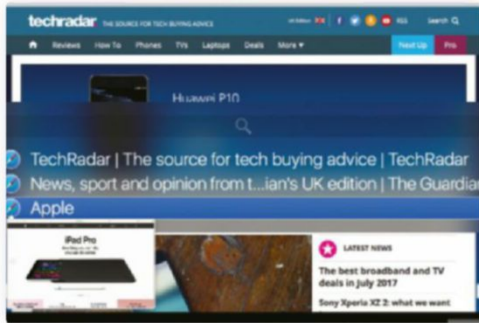 techradar. THE SOURCE FOR TECH BUYING ADVICE
RSS Search
Reviews How To Phones TVs Laptops Deals More ▼ Next Up Pro
Huawei P10
TechRadar | The source for tech buying advice | TechRadar
News, sport and opinion from t...ian's UK edition | The Guardian
Apple
iPad Pro
LATEST NEWS
The best broadband and TV
deals in July 2017
Sony Xperia XZ 2: what we want